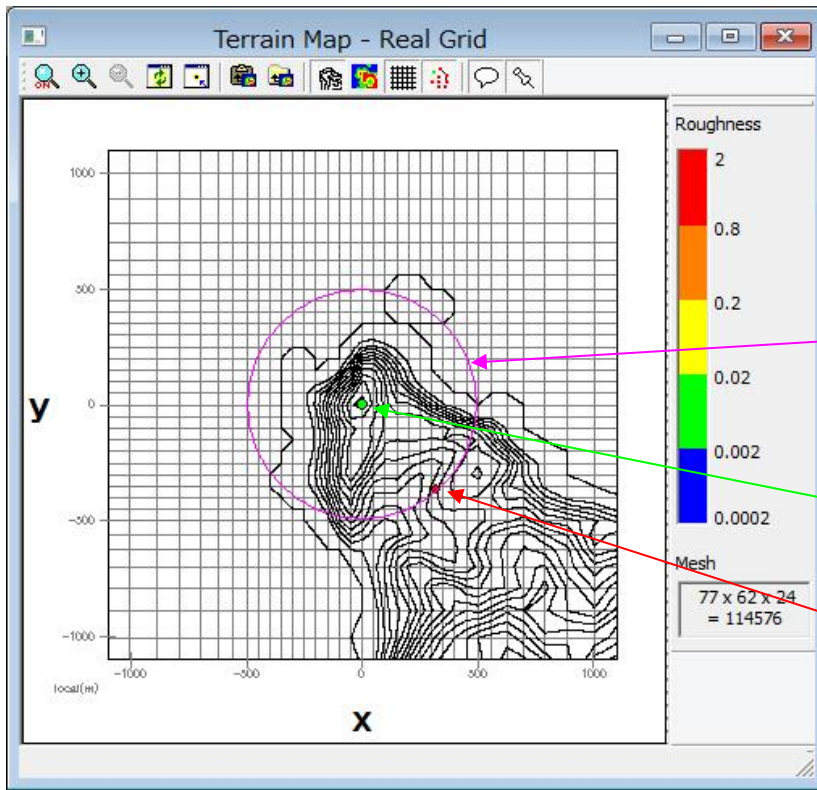 Terrain Map - Real Grid
ON
Roughness
2
0.8
0.2
0.02
0.002
0.0002
Mesh
77 x 62 x 24
= 114576
1000
500
0
-500
-1000
y
-1000
-500
0
500
1000
local(m)
x